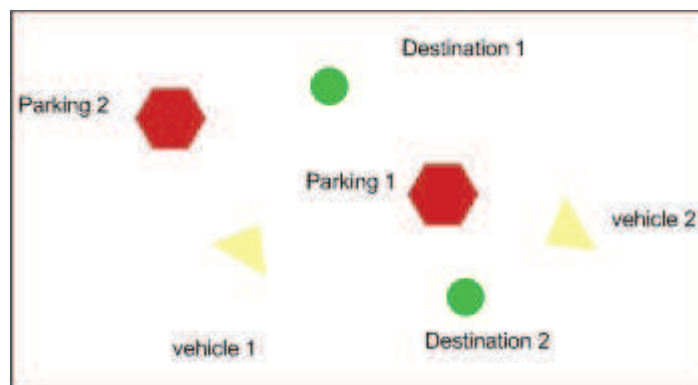 Destination 1
Parking 2
Parking 1
vehicle 2
vehicle 1
Destination 2